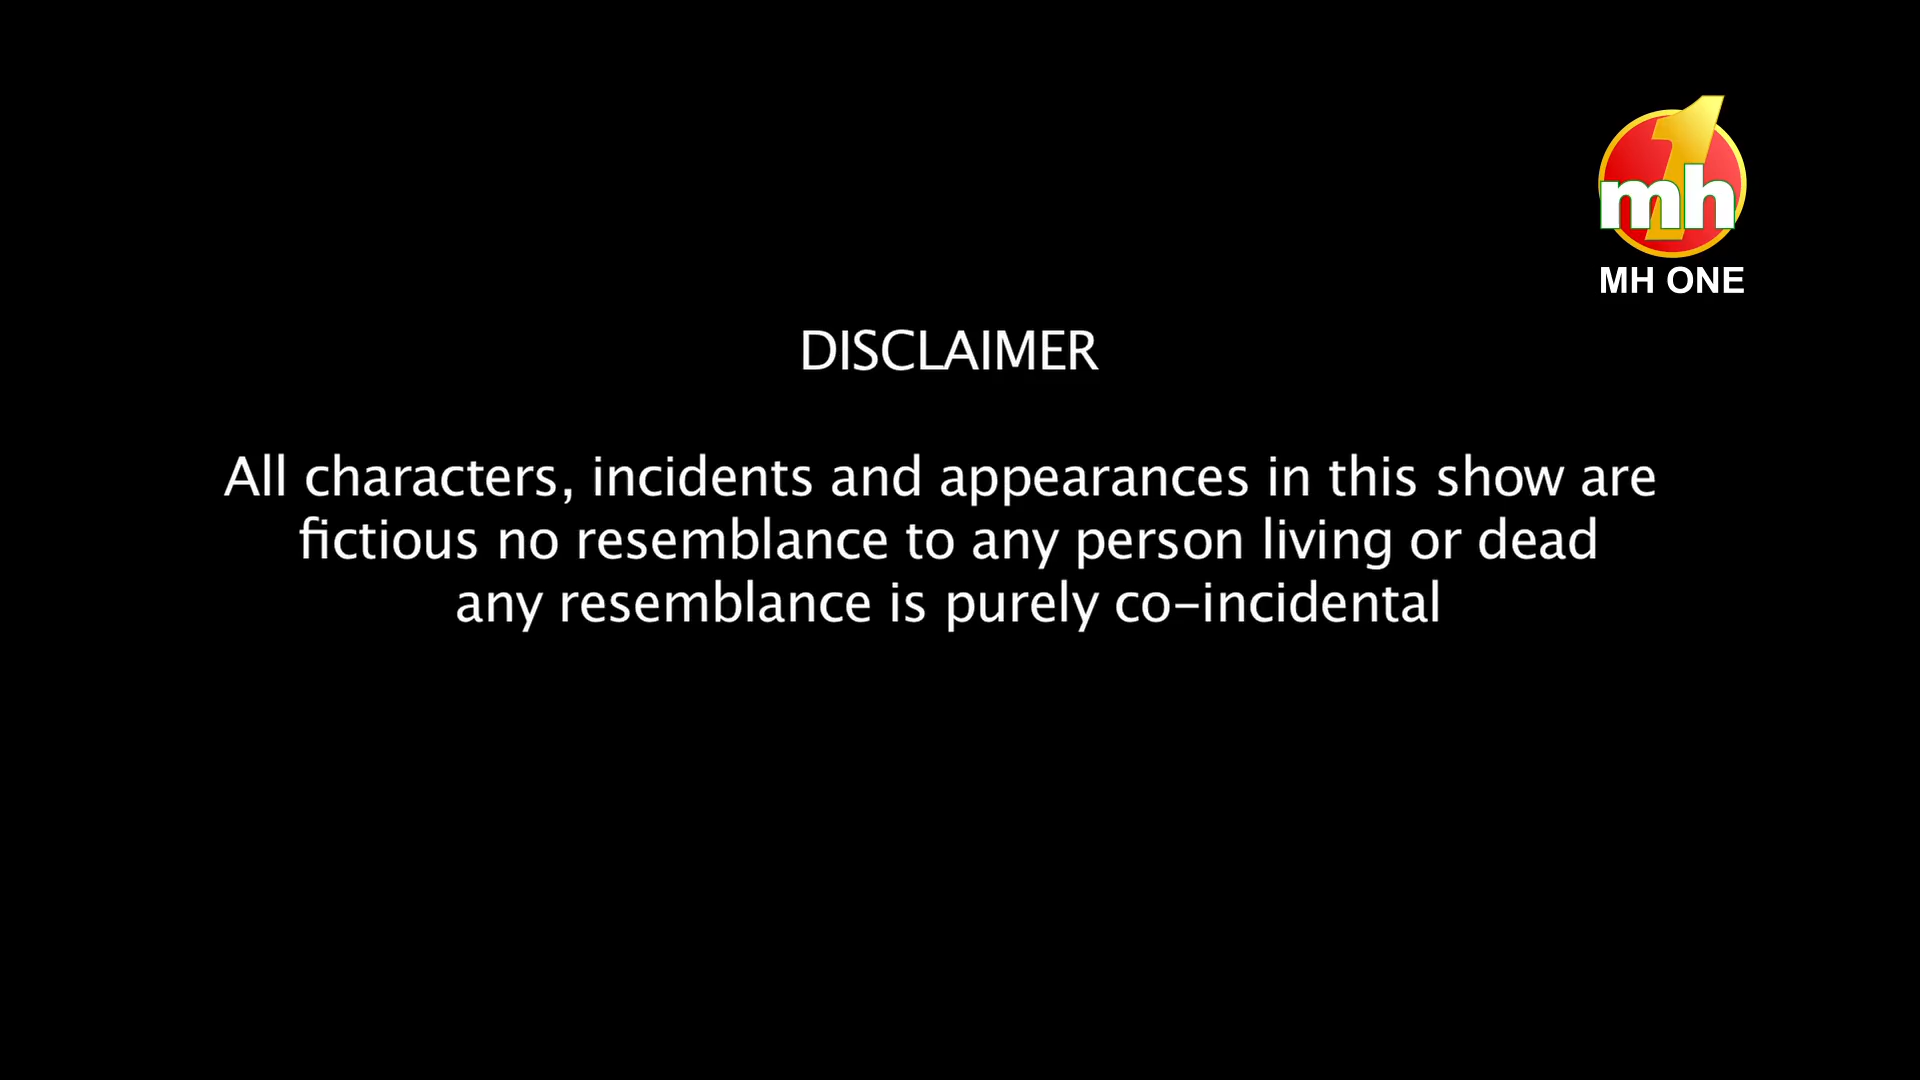 1
mh
MH ONE
DISCLAIMER
All characters, incidents and appearances in this show are
fictious no resemblance to any person living or dead
any resemblance is purely co-incidental